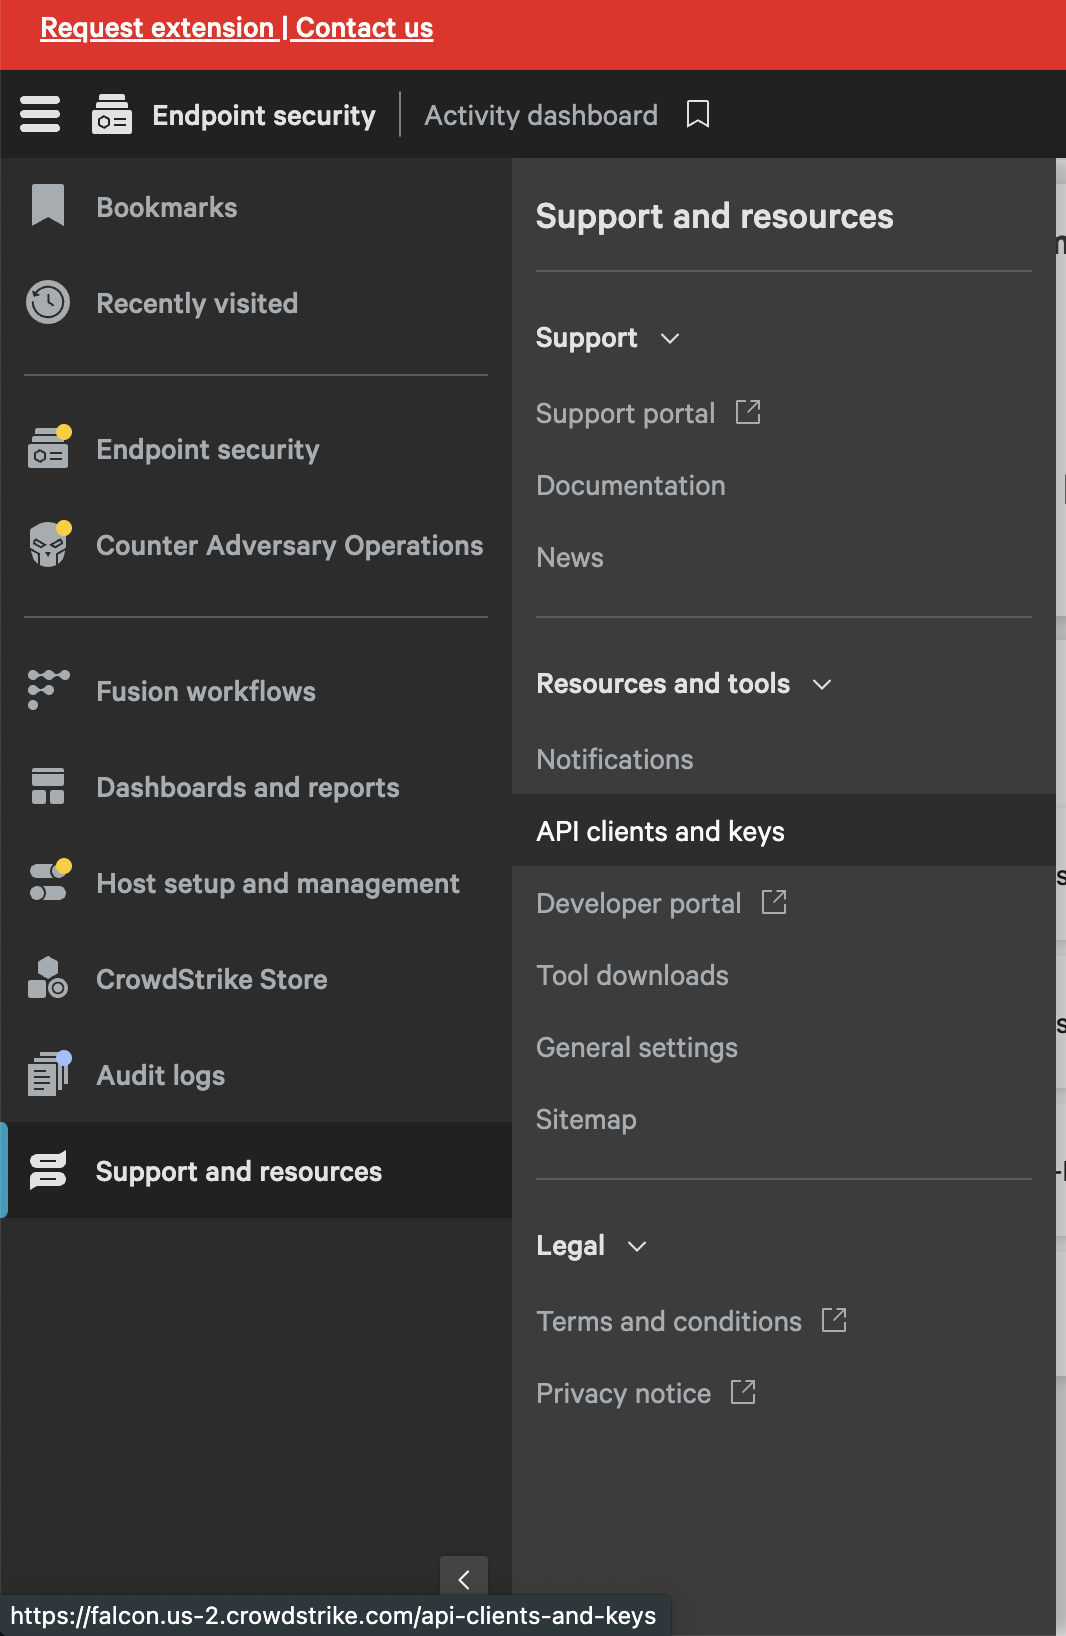 Request extension | Contact us
Endpoint security
Activity dashboard
Bookmarks
Recently visited
Endpoint security
Counter Adversary Operations
Fusion workflows
Dashboards and reports
Host setup and management
CrowdStrike Store
Audit logs
Support and resources
Support and resources
Support
Support portal
Documentation
News
Resources and tools
Notifications
API clients and keys
Developer portal
Tool downloads
General settings
Sitemap
Legal
Terms and conditions
Privacy notice
https://falcon.us-2.crowdstrike.com/api-clients-and-keys